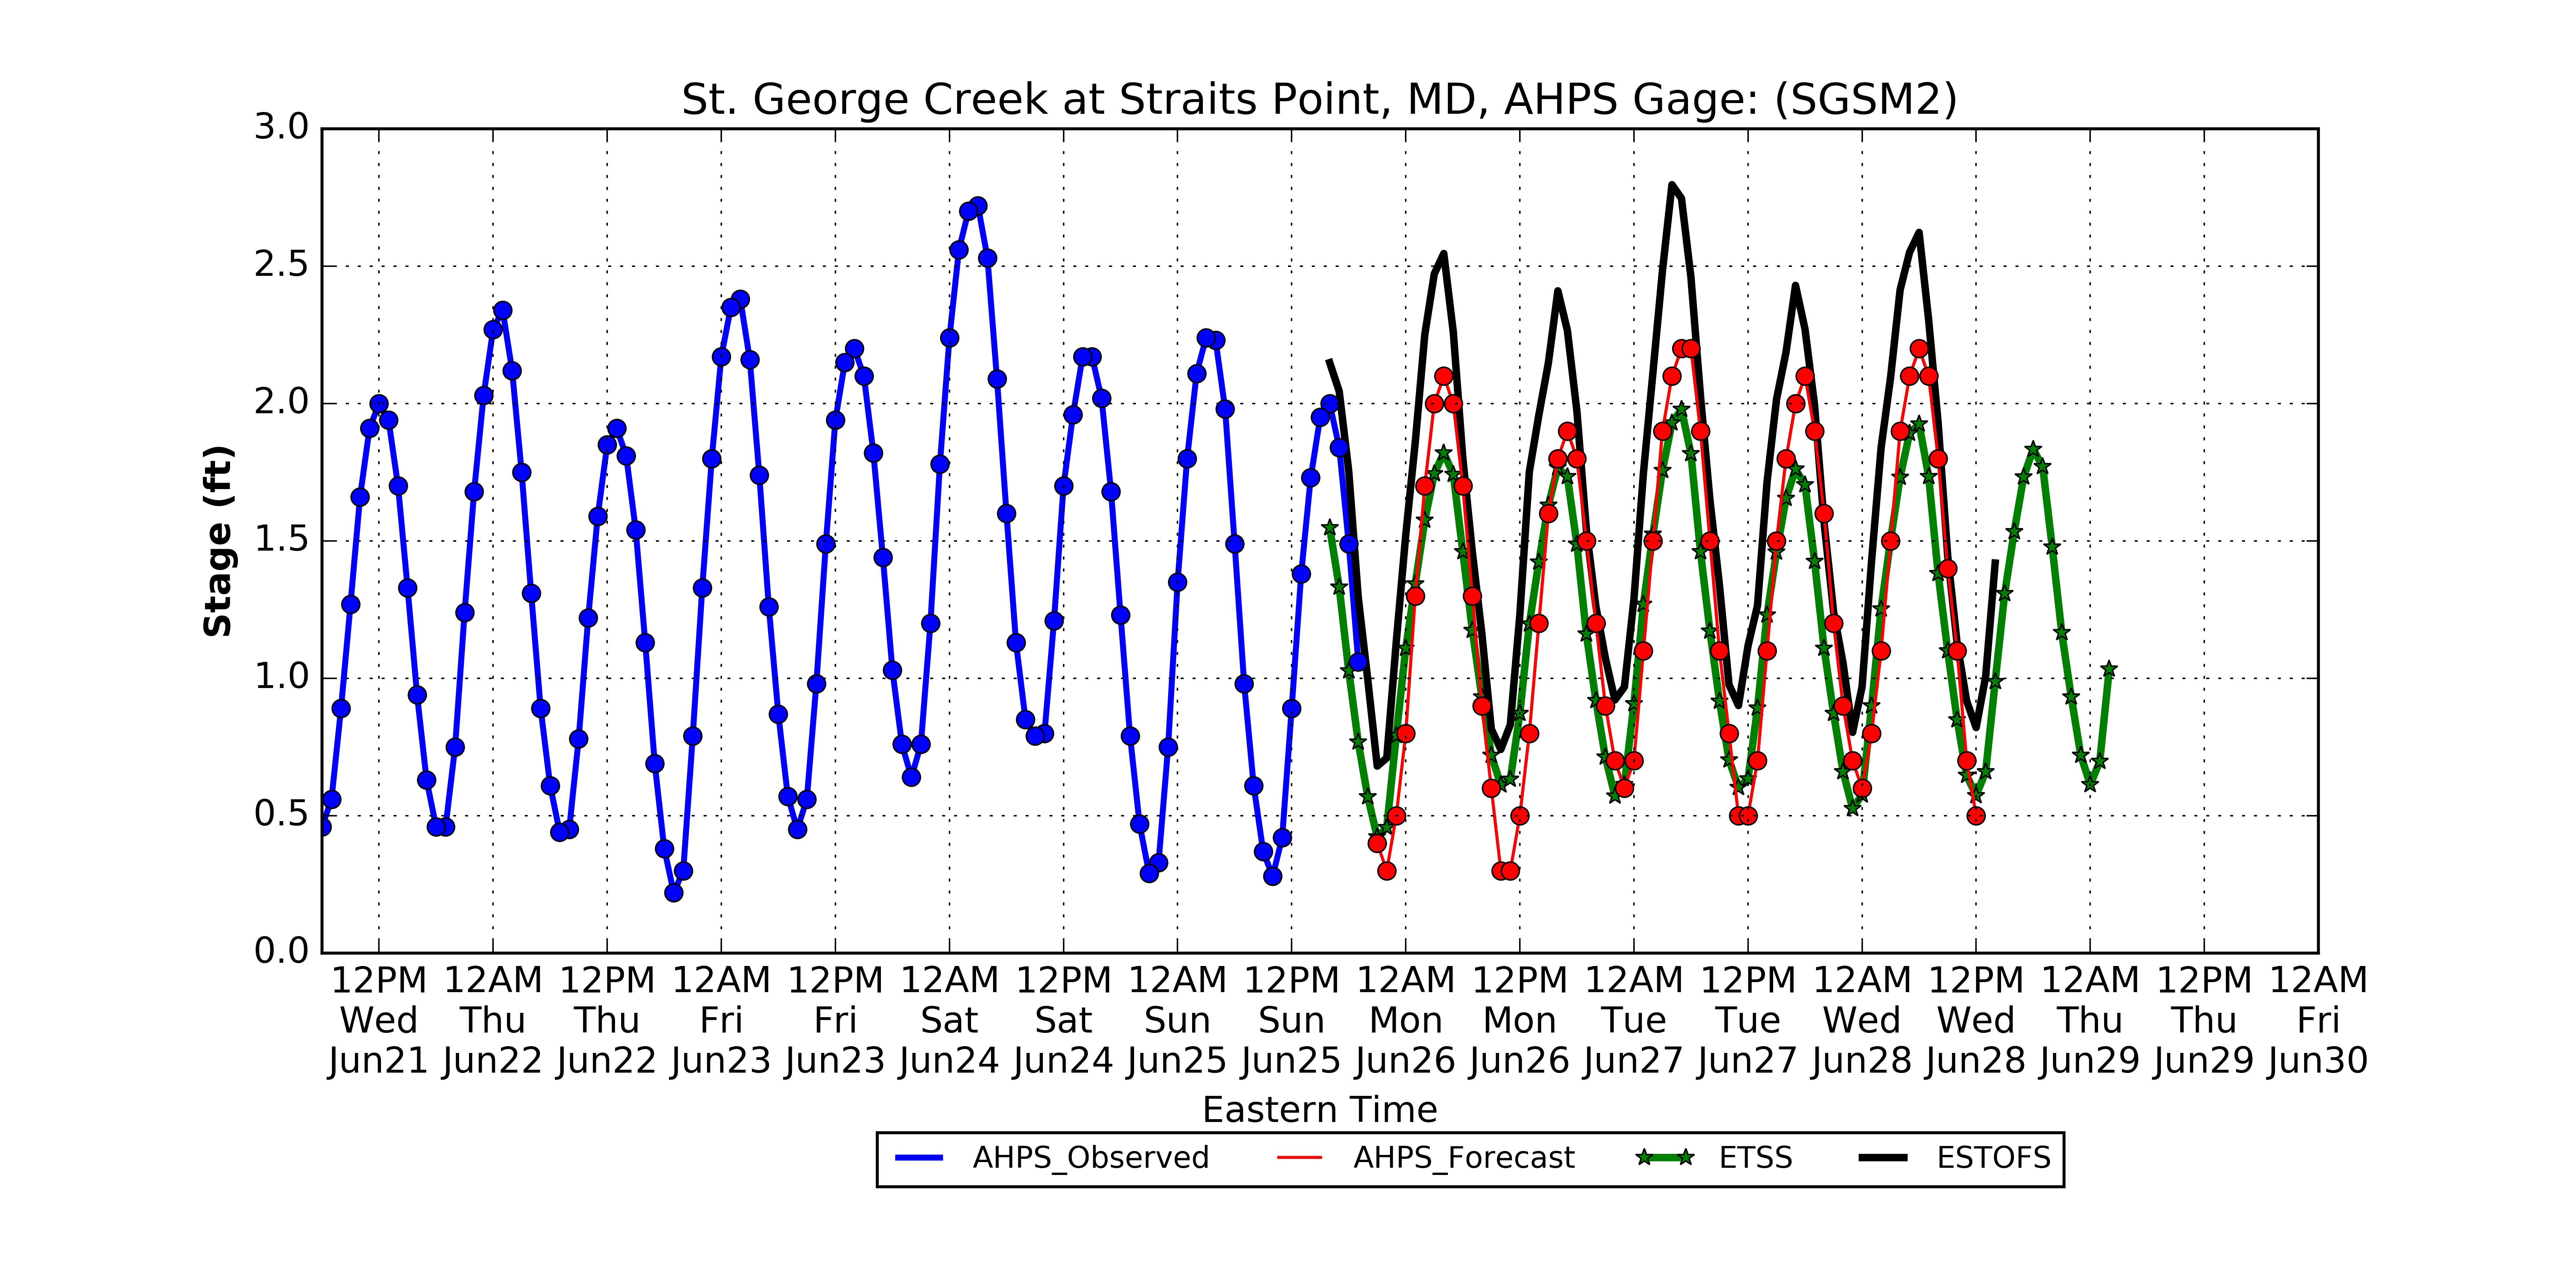 St. George Creek at Straits Point, MD, AHPS Gage: (SGSM2)
3.0
2.5
2.0
1.5
1.0
0.5
0.0
Stage (ft)
12PM 12AM 12PM 12AM 12PM 12AM 12PM 12AM 12PM 12AM 12PM 12AM 12PM 12AM 12PM 12AM 12PM 12AM
Wed Thu Thu Fri Fri Sat Sat Sun Sun Mon Mon Tue Tue Wed Wed Thu Thu Fri
Jun21 Jun22 Jun22 Jun23 Jun23 Jun24 Jun24 Jun25 Jun25 Jun26 Jun26 Jun27 Jun27 Jun28 Jun28 Jun29 Jun29 Jun30
Eastern Time
AHPS_Observed AHPS_Forecast ETSS ESTOFS